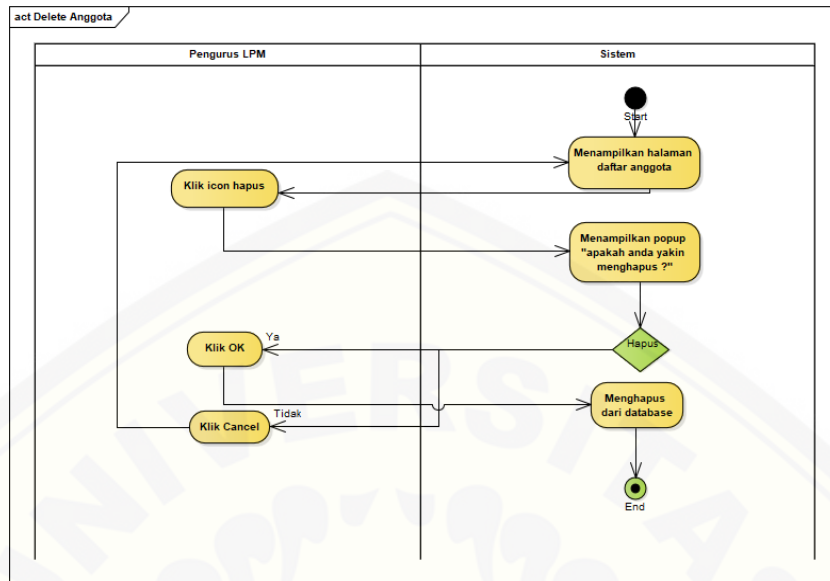 act Delete Anggota
Pengurus LPM
Sistem
Start
Menampilkan halaman
daftar anggota
Klik icon hapus
Menampilkan popup
"apakah anda yakin
menghapus ?"
Hapus
Ya
Klik OK
Menghapus
dari database
Tidak
Klik Cancel
End
UNIVERSITA